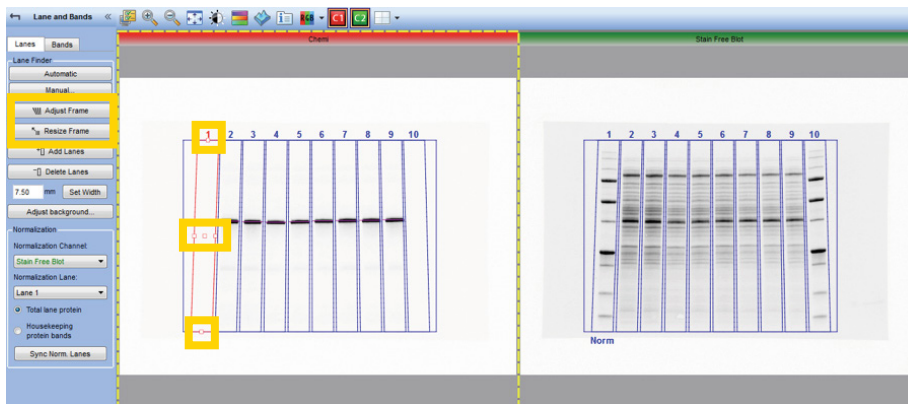 Lane and Bands
C1 C2
Lanes Bands
Lane Finder
Automatic
Manual...
Adjust Frame
Resize Frame
Add Lanes
Delete Lanes
7.50 mm Set Width
Adjust background...
Normalization
Normalization Channel:
Stain Free Blot
Normalization Lane:
Lane 1
Total lane protein
Housekeeping
protein bands
Sync Norm. Lanes
Chemi
1 2 3 4 5 6 7 8 9 10
Stain Free Blot
1 2 3 4 5 6 7 8 9 10
Norm